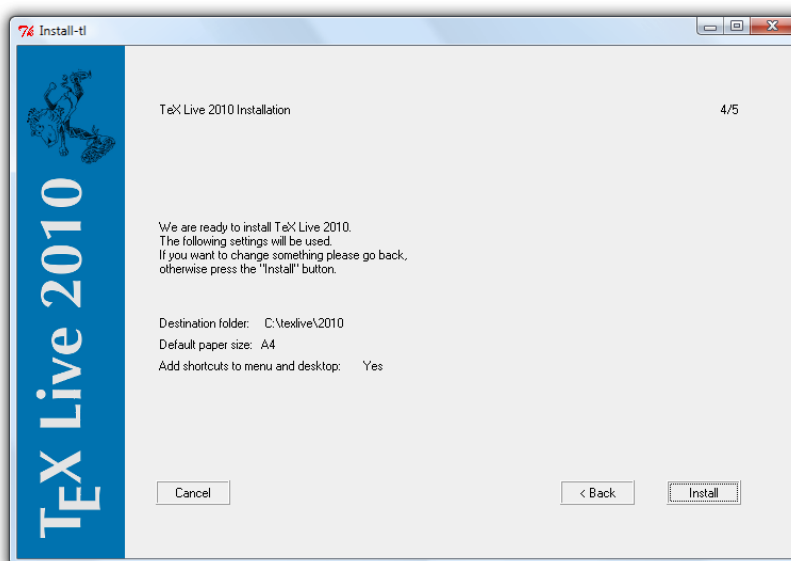 Install-tl
TeX Live 2010
TeX Live 2010 Installation 4/5
We are ready to install TeX Live 2010.
The following settings will be used.
If you want to change something please go back,
otherwise press the "Install" button.
Destination folder: C:\texlive\2010
Default paper size: A4
Add shortcuts to menu and desktop: Yes
Cancel < Back Install